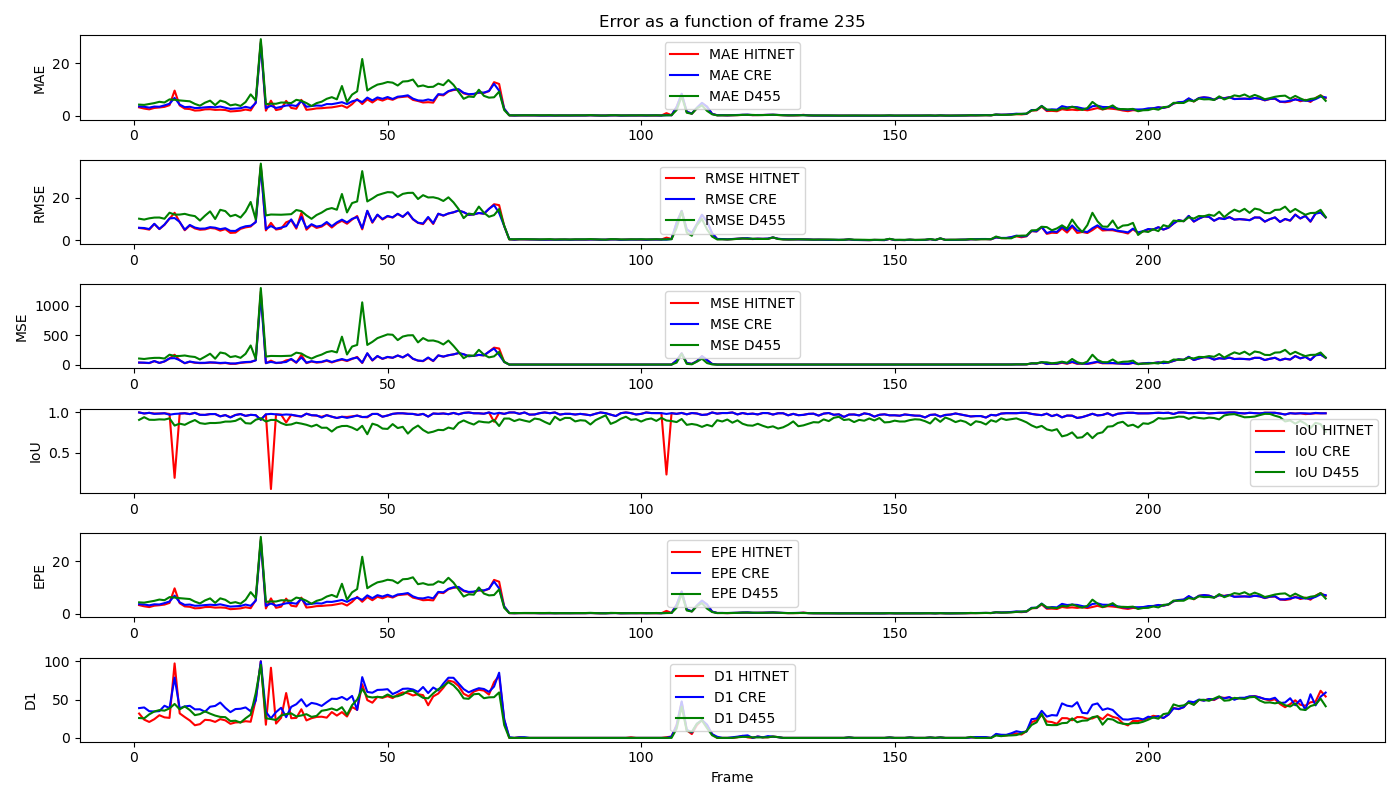 Error as a function of frame 235
MAE
20
0
MAE HITNET
MAE CRE
MAE D455
0 50 100 150 200
RMSE
20
0
RMSE HITNET
RMSE CRE
RMSE D455
0 50 100 150 200
MSE
1000
500
0
MSE HITNET
MSE CRE
MSE D455
0 50 100 150 200
IoU
1.0
0.5
IoU HITNET
IoU CRE
IoU D455
0 50 100 150 200
EPE
20
0
EPE HITNET
EPE CRE
EPE D455
0 50 100 150 200
D1
100
50
0
D1 HITNET
D1 CRE
D1 D455
0 50 100 150 200
Frame